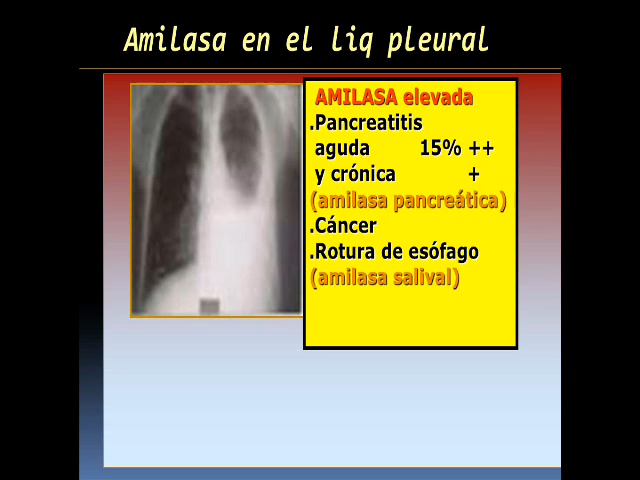 Amilasa en el liq pleural
AMILASA elevada
.Pancreatitis
aguda 15% ++
y crónica +
(amilasa pancreática)
.Cáncer
.Rotura de esófago
(amilasa salival)